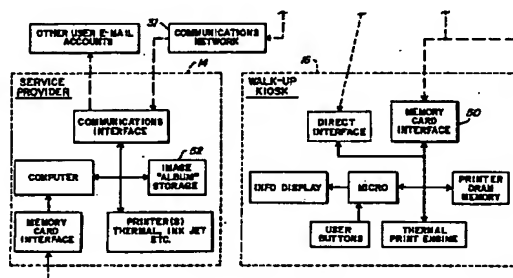 OTHER USER E-MAIL
ACCOUNTS
51
COMMUNICATIONS
NETWORK
SERVICE
PROVIDER
14
COMMUNICATIONS
INTERFACE
52
COMPUTER
IMAGE
"ALBUM"
STORAGE
MEMORY
CARD
INTERFACE
PRINTER(S)
THERMAL, INK JET
ETC.
WALK-UP
KIOSK
16
DIRECT
INTERFACE
MEMORY
CARD
INTERFACE
50
INFO DISPLAY
MICRO
PRINTER
DRAM
MEMORY
USER
BUTTONS
THERMAL
PRINT ENGINE